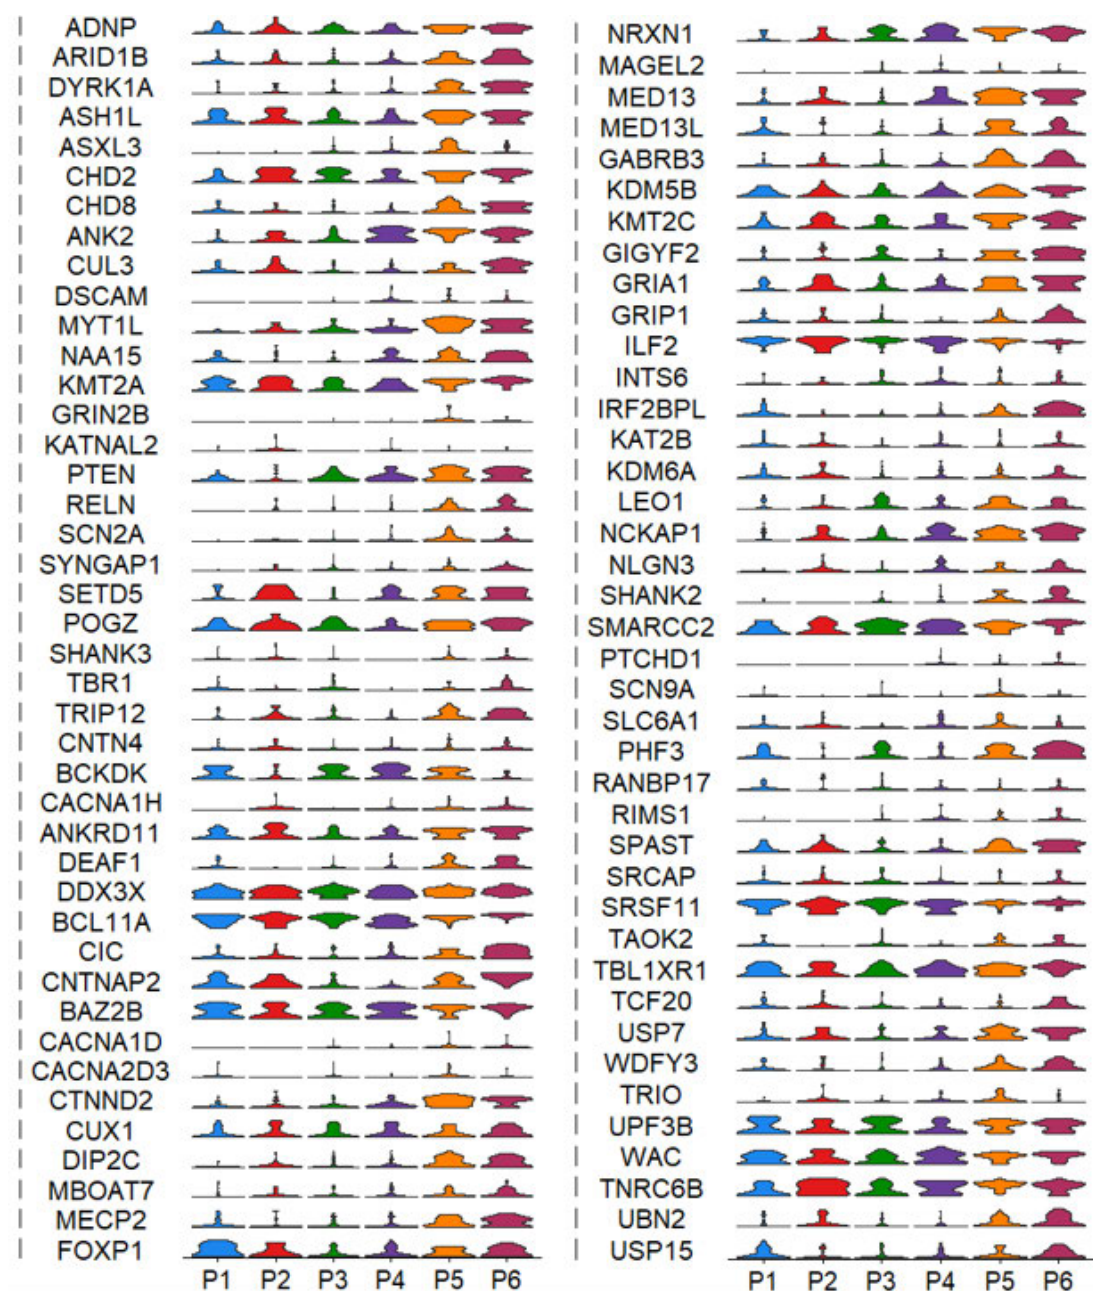 ADNP
ARID1B
DYRK1A
ASH1L
ASXL3
CHD2
CHD8
ANK2
CUL3
DSCAM
MYT1L
NAA15
KMT2A
GRIN2B
KATNAL2
PTEN
RELN
SCN2A
SYNGAP1
SETD5
POGZ
SHANK3
TBR1
TRIP12
CNTN4
BCKDK
CACNA1H
ANKRD11
DEAF1
DDX3X
BCL11A
CIC
CNTNAP2
BAZ2B
CACNA1D
CACNA2D3
CTNND2
CUX1
DIP2C
MBOAT7
MECP2
FOXP1
P1 P2 P3 P4 P5 P6
NRXN1
MAGEL2
MED13
MED13L
GABRB3
KDM5B
KMT2C
GIGYF2
GRIA1
GRIP1
ILF2
INTS6
IRF2BPL
KAT2B
KDM6A
LEO1
NCKAP1
NLGN3
SHANK2
SMARCC2
PTCHD1
SCN9A
SLC6A1
PHF3
RANBP17
RIMS1
SPAST
SRCAP
SRSF11
TAOK2
TBL1XR1
TCF20
USP7
WDFY3
TRIO
UPF3B
WAC
TNRC6B
UBN2
USP15
P1 P2 P3 P4 P5 P6